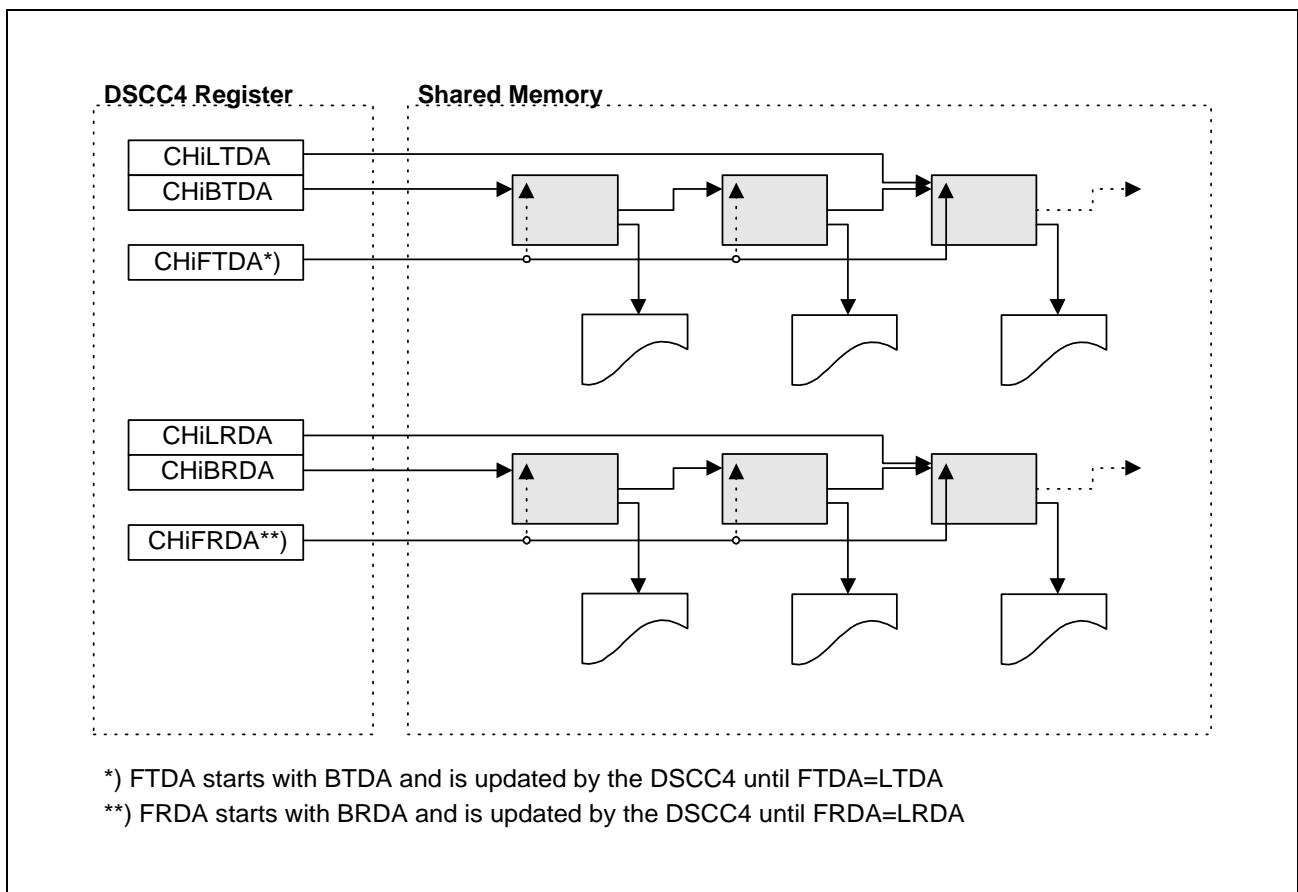 DSCC4 Register
Shared Memory
CHiLTDA
CHiBTDA
CHiFTDA*)
CHiLRDA
CHiBRDA
CHiFRDA**)
*) FTDA starts with BTDA and is updated by the DSCC4 until FTDA=LTDA
**) FRDA starts with BRDA and is updated by the DSCC4 until FRDA=LRDA